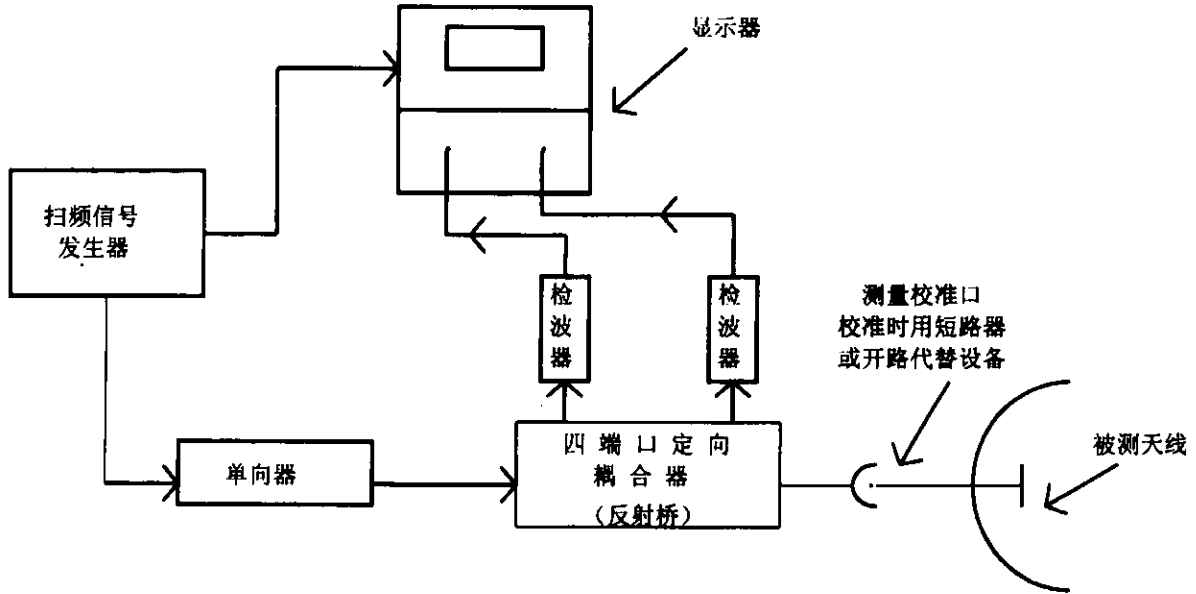 显示器
扫频信号
发生器
检
波
器
检
波
器
测量校准口
校准时用短路器
或开路代替设备
单向器
四端口定向
耦合器
（反射桥）
被测天线